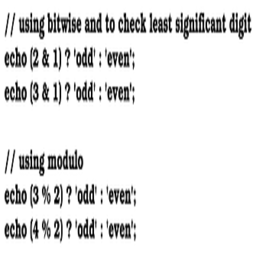 // using bitwise and to check least significant digit
echo (2 & 1) ? 'odd' : 'even';
echo (3 & 1) ? 'odd' : 'even';
// using modulo
echo (3 % 2) ? 'odd' : 'even';
echo (4 % 2) ? 'odd' : 'even';